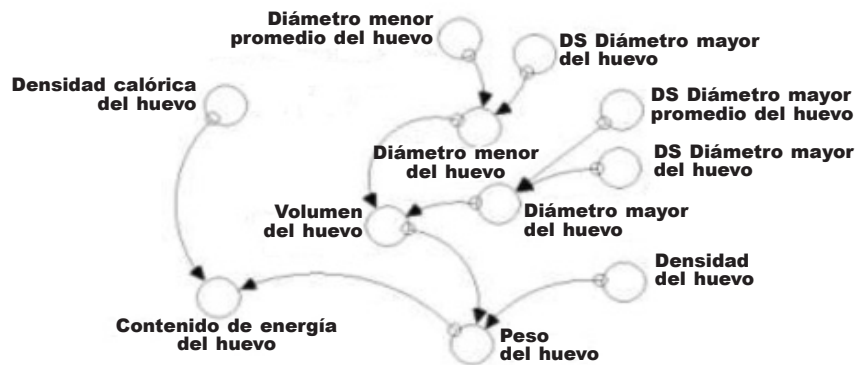 Diámetro menor
promedio del huevo
DS Diámetro mayor
del huevo
Densidad calórica
del huevo
DS Diámetro mayor
promedio del huevo
Diámetro menor
del huevo
DS Diámetro mayor
del huevo
Volumen
del huevo
Diámetro mayor
del huevo
Densidad
del huevo
Contenido de energía
del huevo
Peso
del huevo